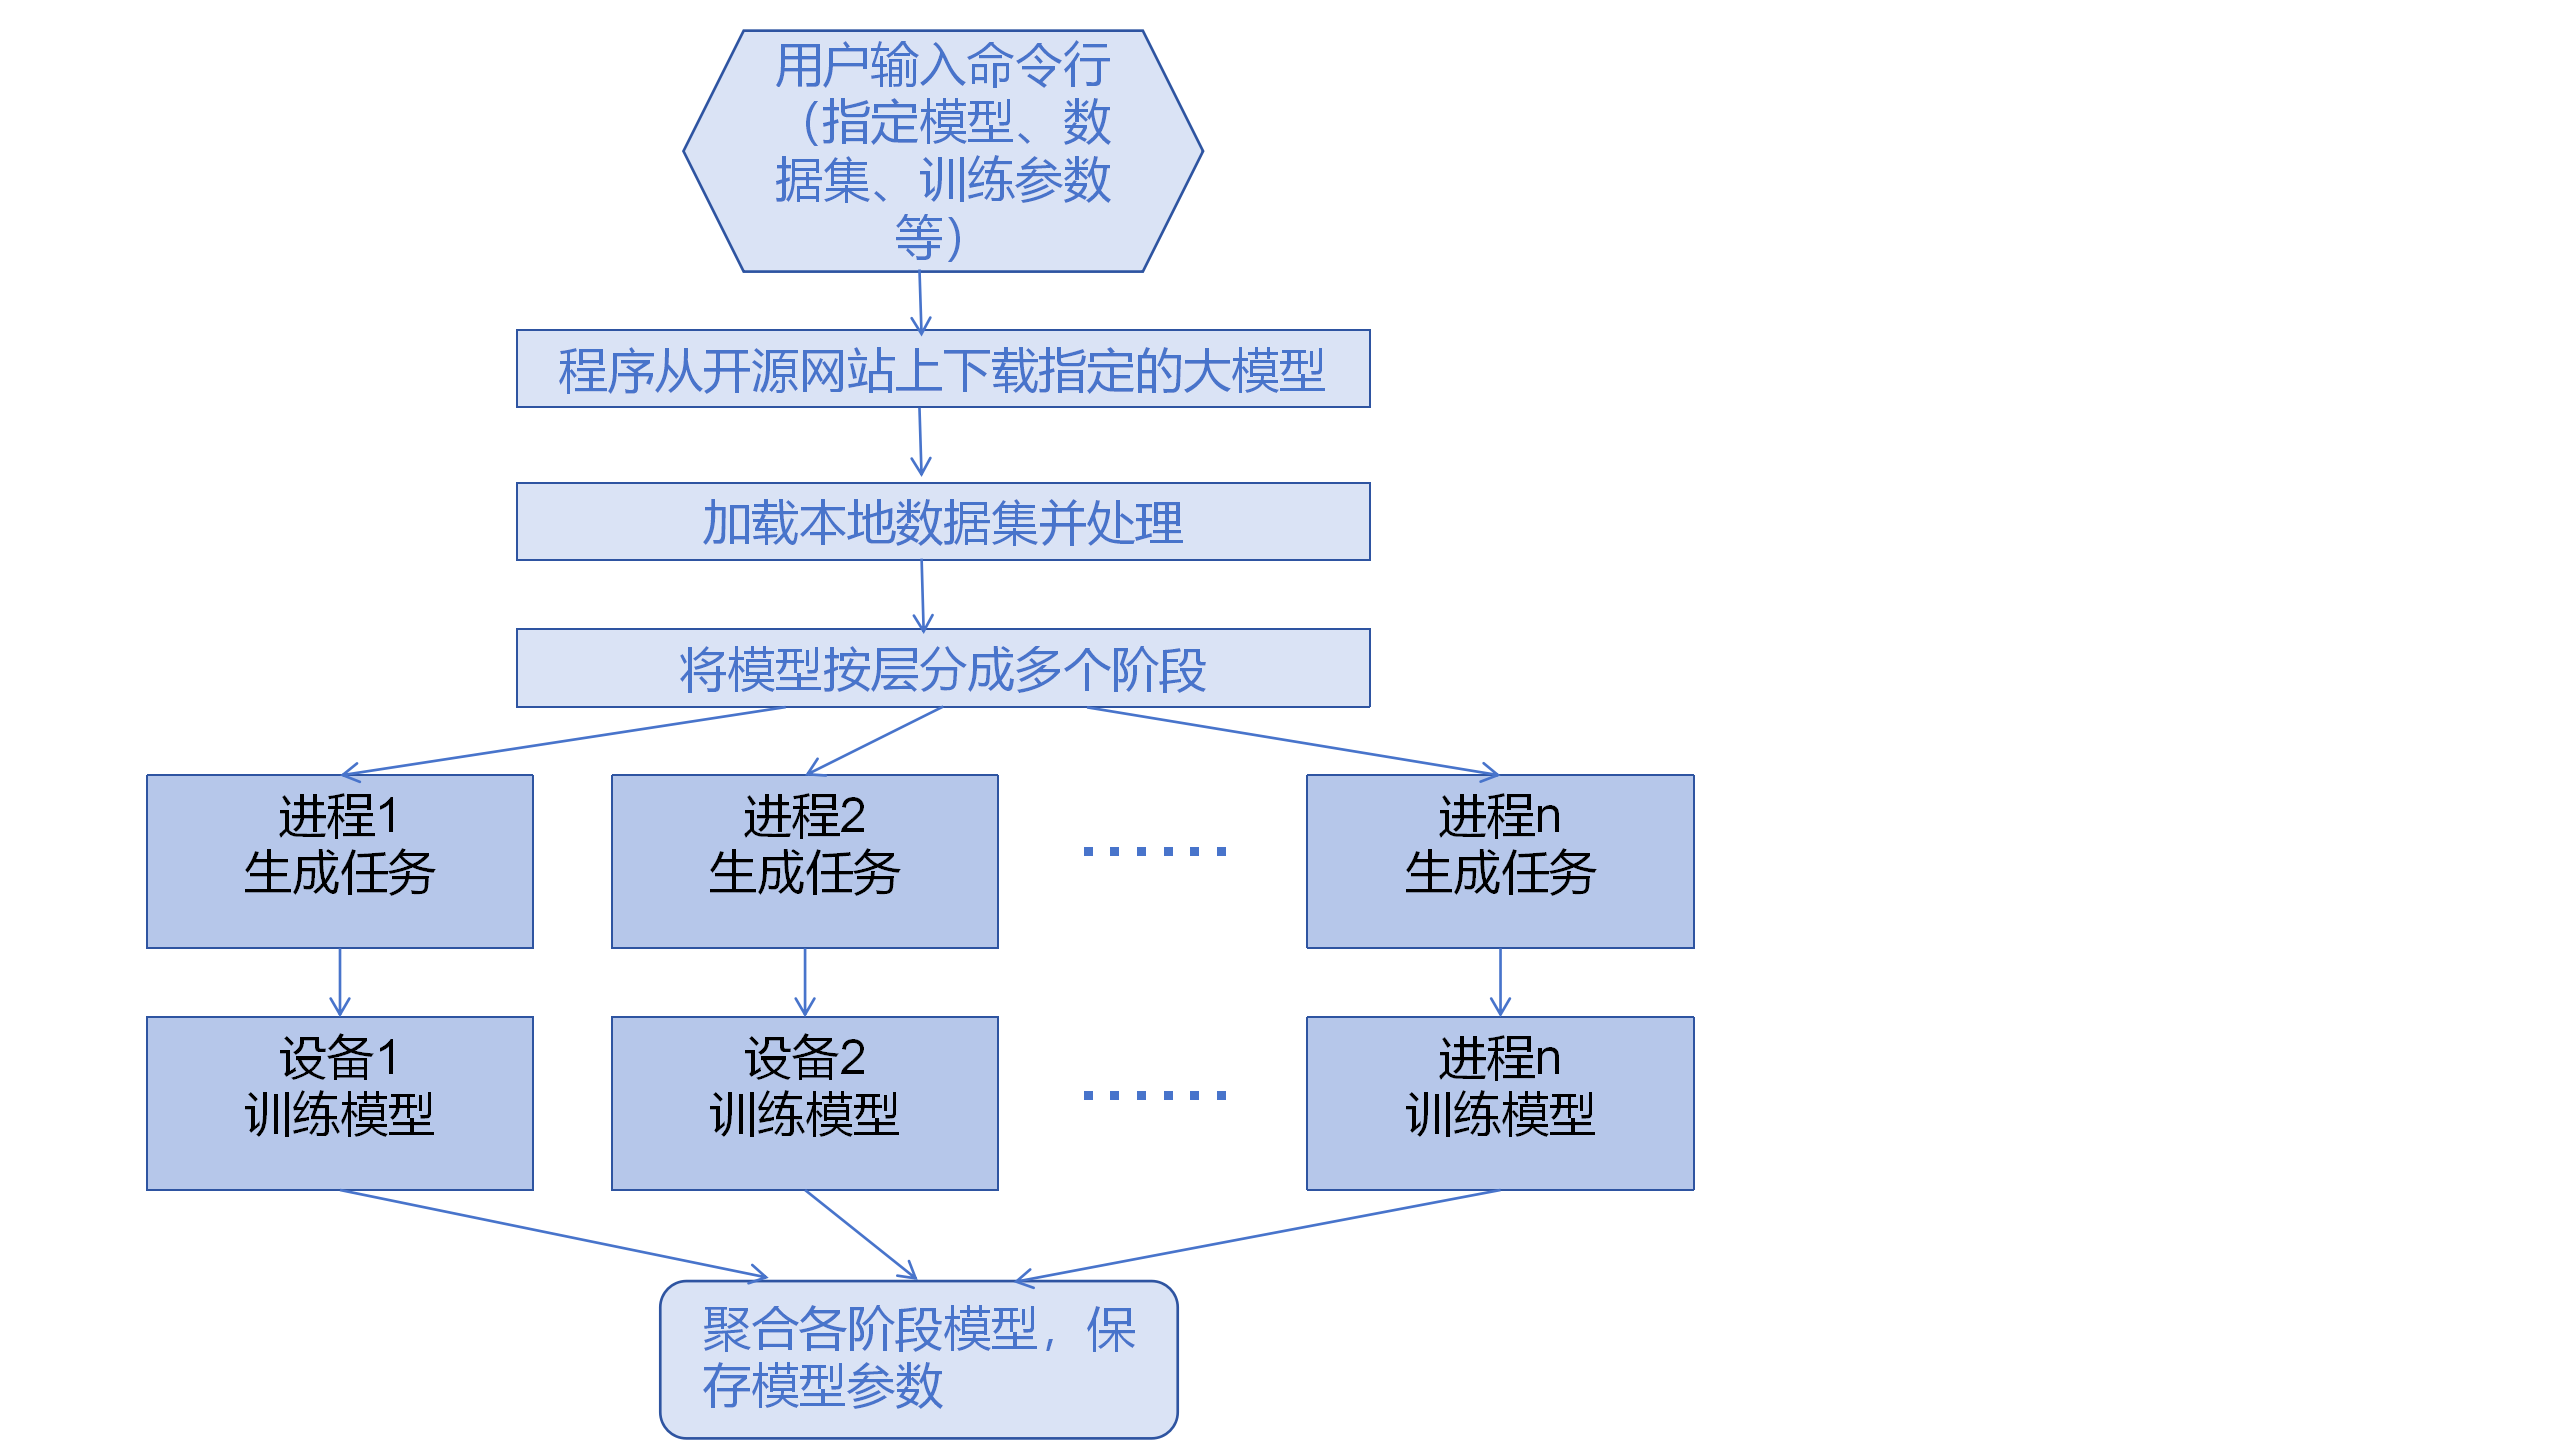 用户输入命令行
（指定模型、数
据集、训练参数
等）
程序从开源网站上下载指定的大模型
加载本地数据集并处理
将模型按层分成多个阶段
进程1
生成任务
进程2
生成任务
······
进程n
生成任务
设备1
训练模型
设备2
训练模型
······
进程n
训练模型
聚合各阶段模型，保
存模型参数